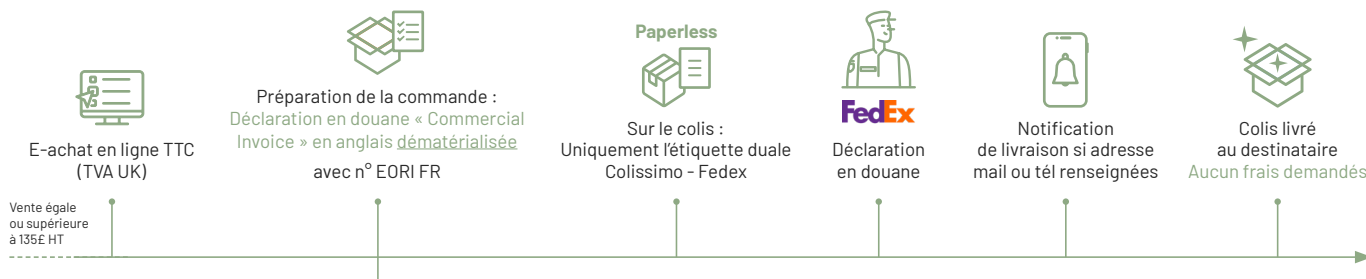 E-achat en ligne TTC
(TVA UK)
Vente égale
ou supérieure
à 135£ HT
Préparation de la commande :
Déclaration en douane « Commercial
Invoice » en anglais dématérialisée
avec n° EORI FR
Paperless
Sur le colis :
Uniquement l’étiquette duale
Colissimo - Fedex
FedEx
Déclaration
en douane
Notification
de livraison si adresse
mail ou tél renseignées
Colis livré
au destinataire
Aucun frais demandés